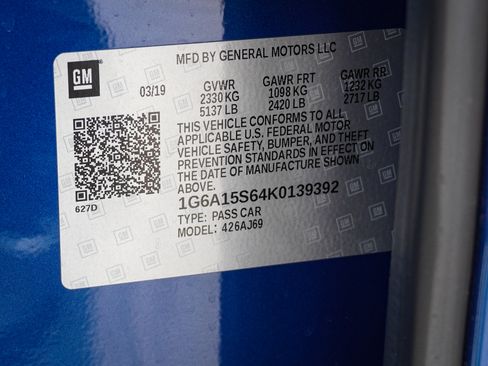 MFD BY GENERAL MOTORS LLC
GM
03/19 GVWR GAWR FRT GAWR RR
2330 KG 1098 KG 1232 KG
5137 LB 2420 LB 2717 LB
THIS VEHICLE CONFORMS TO ALL
APPLICABLE U.S. FEDERAL MOTOR
VEHICLE SAFETY, BUMPER, AND THEFT
PREVENTION STANDARDS IN EFFECT ON
THE DATE OF MANUFACTURE SHOWN
ABOVE.
627D
1G6A15S64K0139392
TYPE: PASS CAR
MODEL: 426AJ69